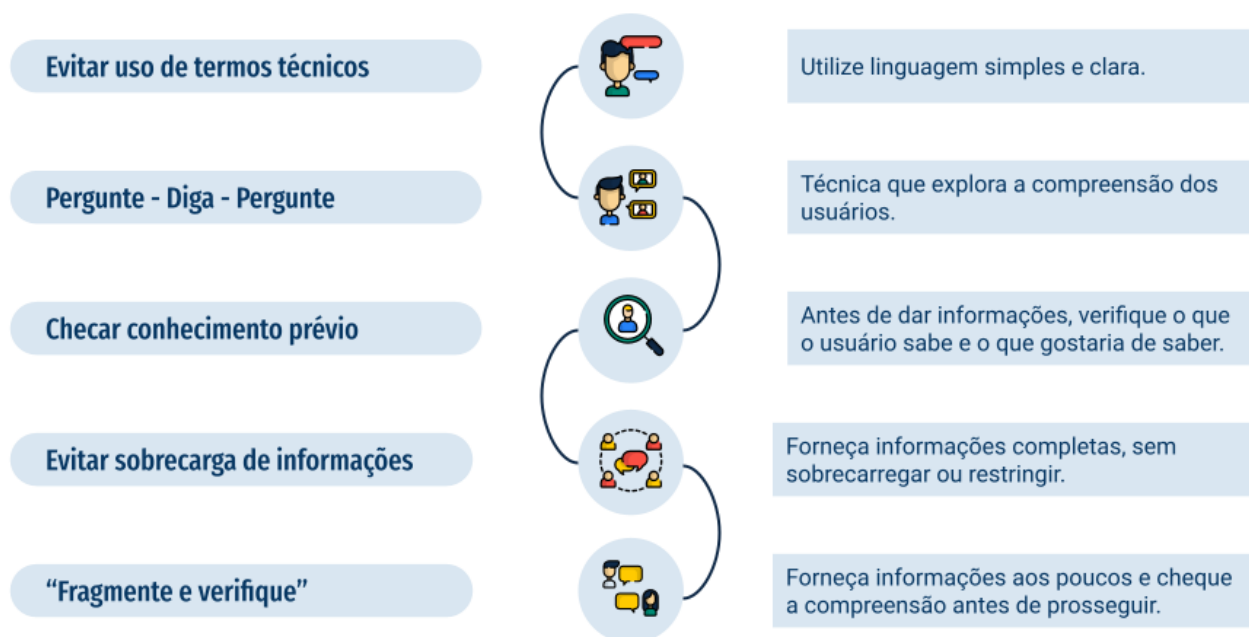 Evitar uso de termos técnicos
Utilize linguagem simples e clara.
Pergunte - Diga - Pergunte
Técnica que explora a compreensão dos
usuários.
Checar conhecimento prévio
Antes de dar informações, verifique o que
o usuário sabe e o que gostaria de saber.
Evitar sobrecarga de informações
Forneça informações completas, sem
sobrecarregar ou restringir.
“Fragmente e verifique”
Forneça informações aos poucos e cheque
a compreensão antes de prosseguir.